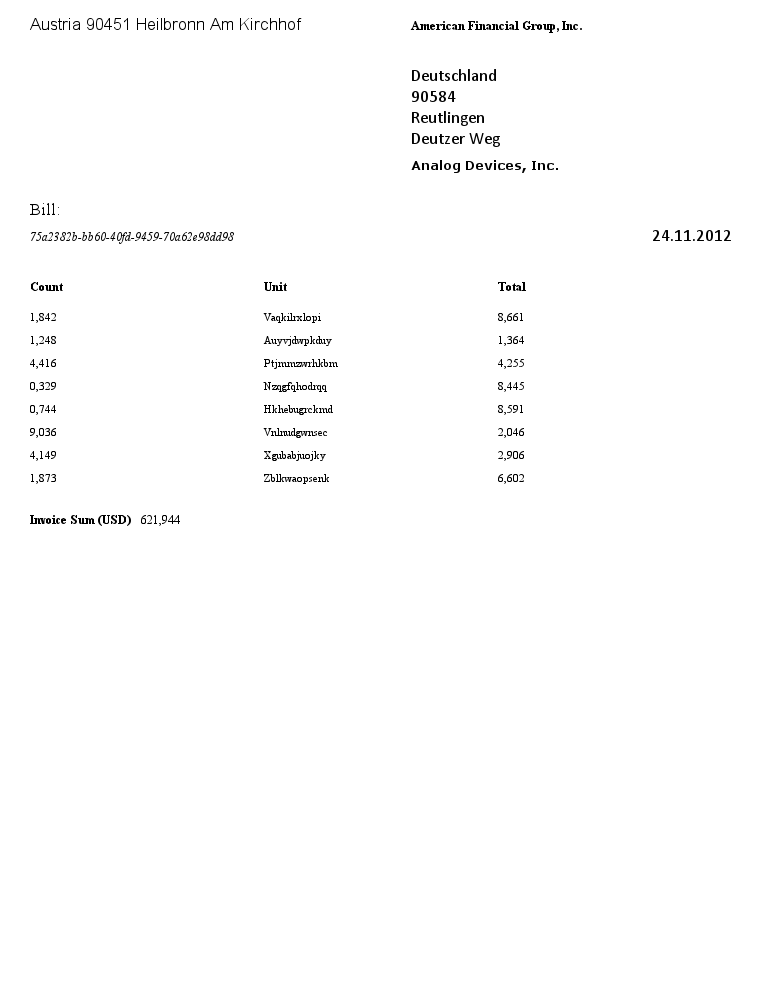 Austria 90451 Heilbronn Am Kirchhof
American Financial Group, Inc.
Deutschland
90584
Reutlingen
Deutzer Weg
Analog Devices, Inc.
Bill:
75a2382b-bb60-40fd-9459-70a62e98dd98
24.11.2012
Count Unit Total
1,842 Vaqkilrxlopi 8,661
1,248 Auyvjdwpkduy 1,364
4,416 Ptjmmzwrhkbm 4,255
0,329 Nzqgfqhodrqq 8,445
0,744 Hkhebugrckmd 8,591
9,036 Vnlnudgwnsec 2,046
4,149 Xgubabjuojky 2,906
1,873 Zblkwaopsenk 6,602
Invoice Sum (USD) 621,944